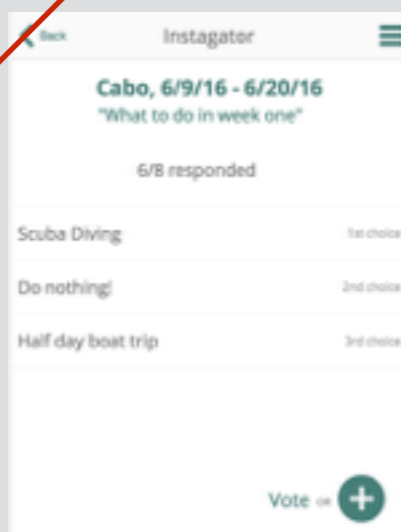 Back Instagator
Cabo, 6/9/16 - 6/20/16
"What to do in week one"
6/8 responded
Scuba Diving 1st choice
Do nothing! 2nd choice
Half day boat trip 3rd choice
Vote OR +